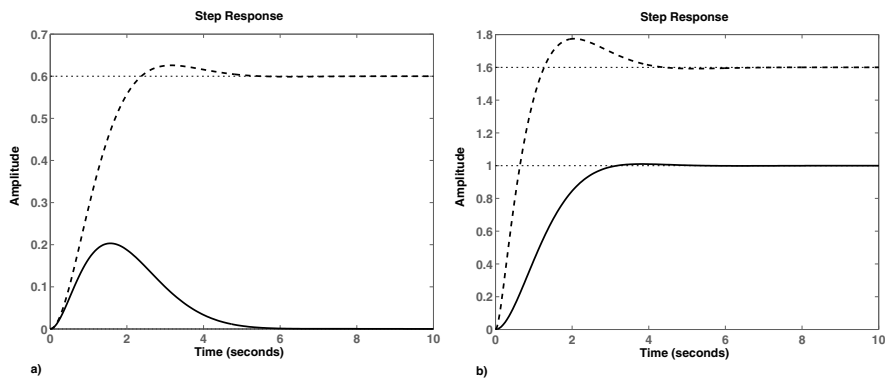 Step Response
Amplitude
0.7
0.6
0.5
0.4
0.3
0.2
0.1
0
0 2 4 6 8 10
Time (seconds)
a)
Step Response
Amplitude
1.8
1.6
1.4
1.2
1
0.8
0.6
0.4
0.2
0
0 2 4 6 8 10
Time (seconds)
b)